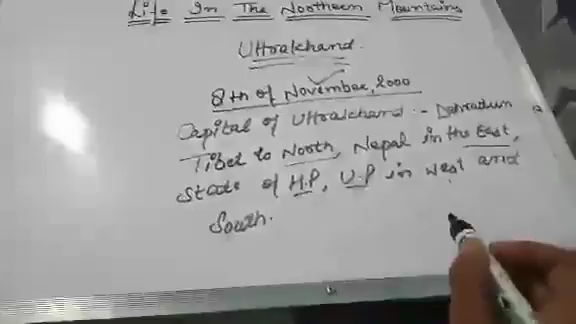 Life In The Northern Mountains
Uttrakhand.
8th of November, 2000
Capital of Uttrakhand :- Dehradun
Tibet to North, Nepal in the East,
State of H.P, U.P in west and
South.